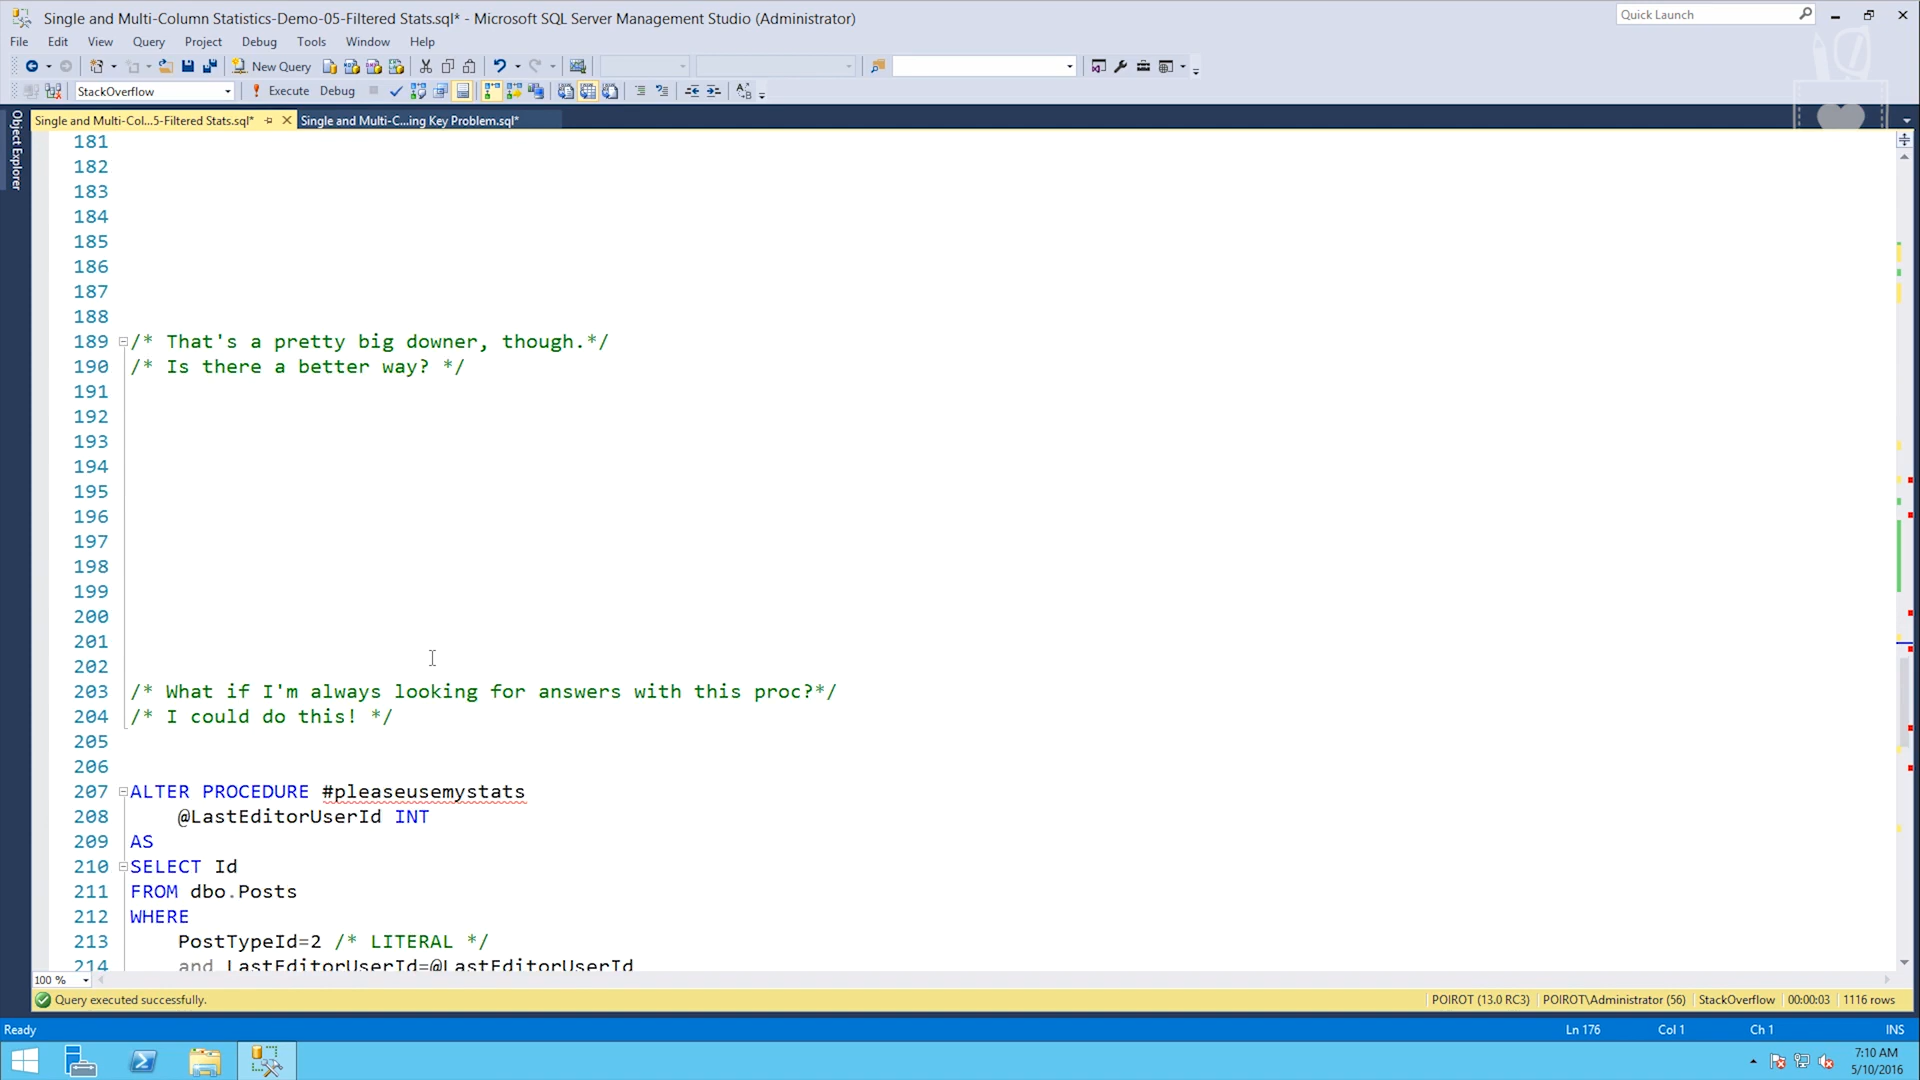 Single and Multi-Column Statistics-Demo-05-Filtered Stats.sql* - Microsoft SQL Server Management Studio (Administrator)
Quick Launch
File Edit View Query Project Debug Tools Window Help
New Query
StackOverflow Execute Debug
Single and Multi-Col...5-Filtered Stats.sql* Single and Multi-C...ing Key Problem.sql*
Object Explorer
181
182
183
184
185
186
187
188
189 /* That's a pretty big downer, though.*/
190 /* Is there a better way? */
191
192
193
194
195
196
197
198
199
200
201
202
203 /* What if I'm always looking for answers with this proc?*/
204 /* I could do this! */
205
206
207 ALTER PROCEDURE #pleaseusemystats
208 @LastEditorUserId INT
209 AS
210 SELECT Id
211 FROM dbo.Posts
212 WHERE
213 PostTypeId=2 /* LITERAL */
214 and LastEditorUserId=@LastEditorUserId
100 %
Query executed successfully. POIROT (13.0 RC3) POIROT\Administrator (56) StackOverflow 00:00:03 1116 rows
Ready Ln 176 Col 1 Ch 1 INS
7:10 AM
5/10/2016